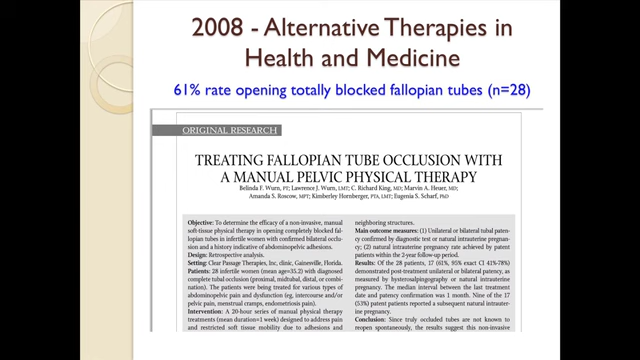 2008 - Alternative Therapies in
Health and Medicine
61% rate opening totally blocked fallopian tubes (n=28)
ORIGINAL RESEARCH
TREATING FALLOPIAN TUBE OCCLUSION WITH
A MANUAL PELVIC PHYSICAL THERAPY
Belinda F. Wurn, PT; Lawrence J. Wurn, LMT; C. Richard King, MD; Marvin A. Heuer, MD;
Amanda S. Roscow, MPT; Kimberley Hornberger, PTA, LMT; Eugenia S. Scharf, PhD
Objective: To determine the efficacy of a non-invasive, manual
soft-tissue physical therapy in opening completely blocked fal-
lopian tubes in infertile women with confirmed bilateral occlu-
sion and a history indicative of abdominopelvic adhesions.
Design: Retrospective analysis.
Setting: Clear Passage Therapies, Inc, clinic, Gainesville, Florida.
Patients: 28 infertile women (mean age=35.2) with diagnosed
complete tubal occlusion (proximal, midtubal, distal, or combi-
nation). The patients were being treated for various types of
abdominopelvic pain and dysfunction (eg, intercourse and/or
pelvic pain, menstrual cramps, endometriosis pain).
Intervention: A 20-hour series of manual physical therapy
treatments (mean duration=1 week) designed to address pain
and restricted soft tissue mobility due to adhesions and
neighboring structures.
Main outcome measures: (1) Unilateral or bilateral tubal paten-
cy confirmed by diagnostic test or natural intrauterine pregnan-
cy; (2) natural intrauterine pregnancy rate achieved by patent
patients within the 2-year follow-up period.
Results: Of the 28 patients, 17 (61%, 95% exact CI 41%-78%)
demonstrated post-treatment unilateral or bilateral patency, as
measured by hysterosalpingography or natural intrauterine
pregnancy. The median interval between the last treatment
date and patency confirmation was 1 month. Nine of the 17
(53%) patent patients reported a subsequent natural intrauter-
ine pregnancy.
Conclusion: Since truly occluded tubes are not known to
reopen spontaneously, the results suggest this non-invasive